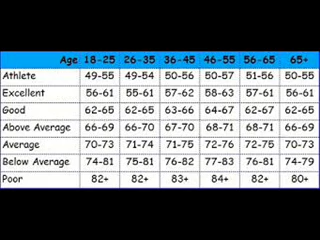 Age 18-25 26-35 36-45 46-55 56-65 65+
Athlete 49-55 49-54 50-56 50-57 51-56 50-55
Excellent 56-61 55-61 57-62 58-63 57-61 56-61
Good 62-65 62-65 63-66 64-67 62-67 62-65
Above Average 66-69 66-70 67-70 68-71 68-71 66-69
Average 70-73 71-74 71-75 72-76 72-75 70-73
Below Average 74-81 75-81 76-82 77-83 76-81 74-79
Poor 82+ 82+ 83+ 84+ 82+ 80+